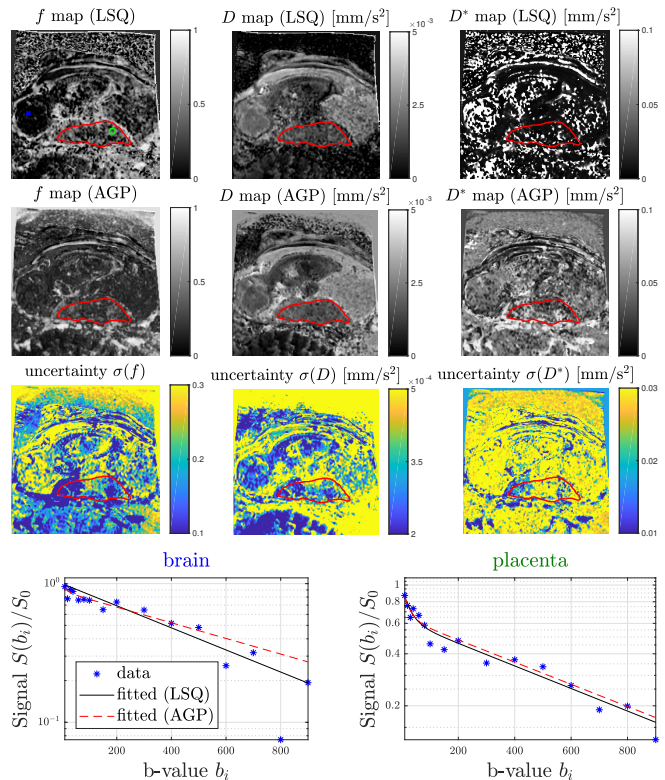 f map (LSQ)
D map (LSQ) [mm/s²]
D* map (LSQ) [mm/s²]
1
0.5
0
×10⁻³
5
0
0.1
0.05
0
f map (AGP)
D map (AGP) [mm/s²]
D* map (AGP) [mm/s²]
1
0.5
0
×10⁻³
5
0
0.1
0.05
0
uncertainty σ(f)
uncertainty σ(D) [mm/s²]
uncertainty σ(D*) [mm/s²]
0.3
0.2
0.1
×10⁻⁴
5
4
3
2
0.03
0.02
0.01
brain
placenta
Signal S(bᵢ)/S₀
10⁰
10⁻¹
data
fitted (LSQ)
fitted (AGP)
200
400
600
800
b-value bᵢ
Signal S(bᵢ)/S₀
1
0.8
0.6
0.4
0.2
0
200
400
600
800
b-value bᵢ